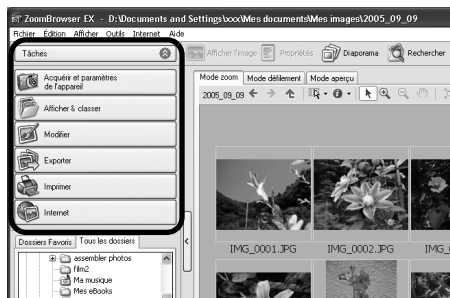 ZoomBrowser EX - D:\Documents and Settings\xxx\Mes documents\Mes images\2005_09_09
Fichier Édition Afficher Outils Internet Aide
Tâches
Afficher l'image Propriétés Diaporama Rechercher
Acquérir et paramètres
de l'appareil
Afficher & classer
Modifier
Exporter
Imprimer
Internet
Mode zoom Mode défilement Mode aperçu
2005_09_09
IMG_0001.JPG IMG_0002.JPG IMG_0
Dossiers Favoris Tous les dossiers
assembler photos
film2
Ma musique
Mes eBooks